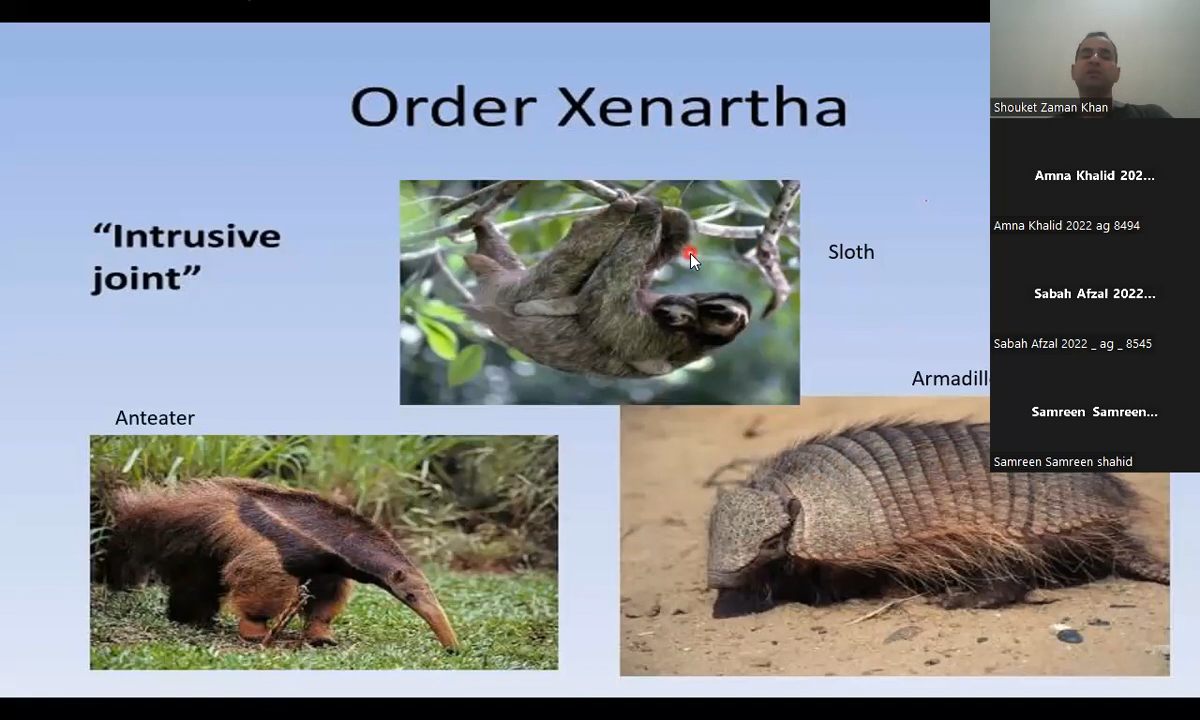 Order Xenartha
“Intrusive
joint”
Sloth
Armadill
Anteater
Shouket Zaman Khan
Amna Khalid 202...
Amna Khalid 2022 ag 8494
Sabah Afzal 2022...
Sabah Afzal 2022 _ ag _ 8545
Samreen Samreen...
Samreen Samreen shahid